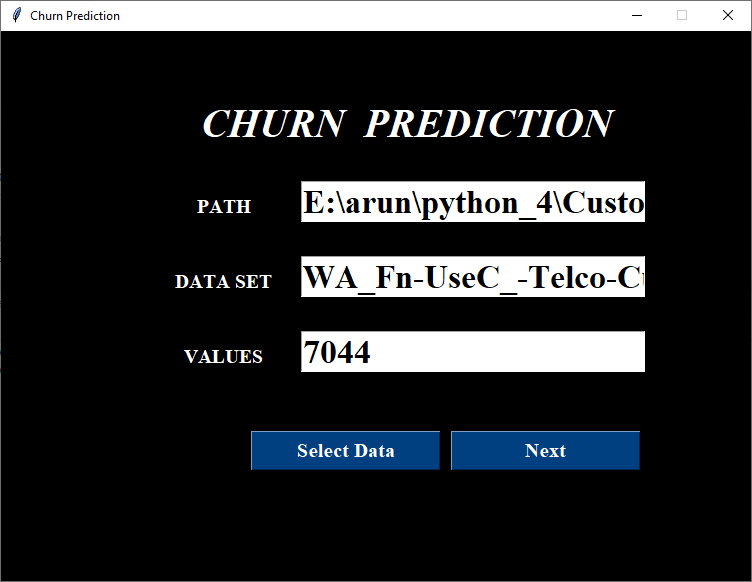 Churn Prediction
CHURN PREDICTION
PATH E:\arun\python_4\Custo
DATA SET WA_Fn-UseC_-Telco-Cu
VALUES 7044
Select Data Next